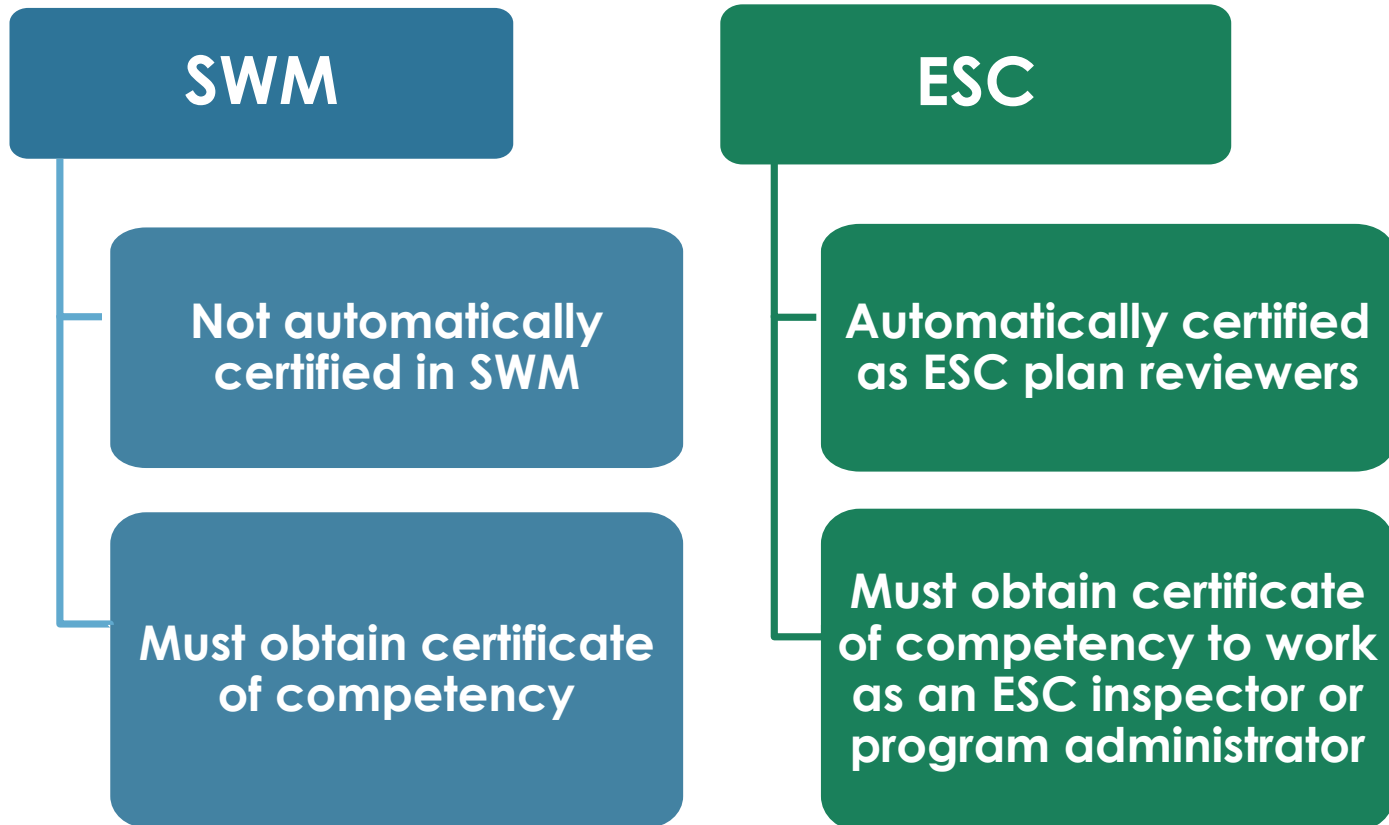 SWM
Not automatically
certified in SWM
Must obtain certificate
of competency
ESC
Automatically certified
as ESC plan reviewers
Must obtain certificate
of competency to work
as an ESC inspector or
program administrator